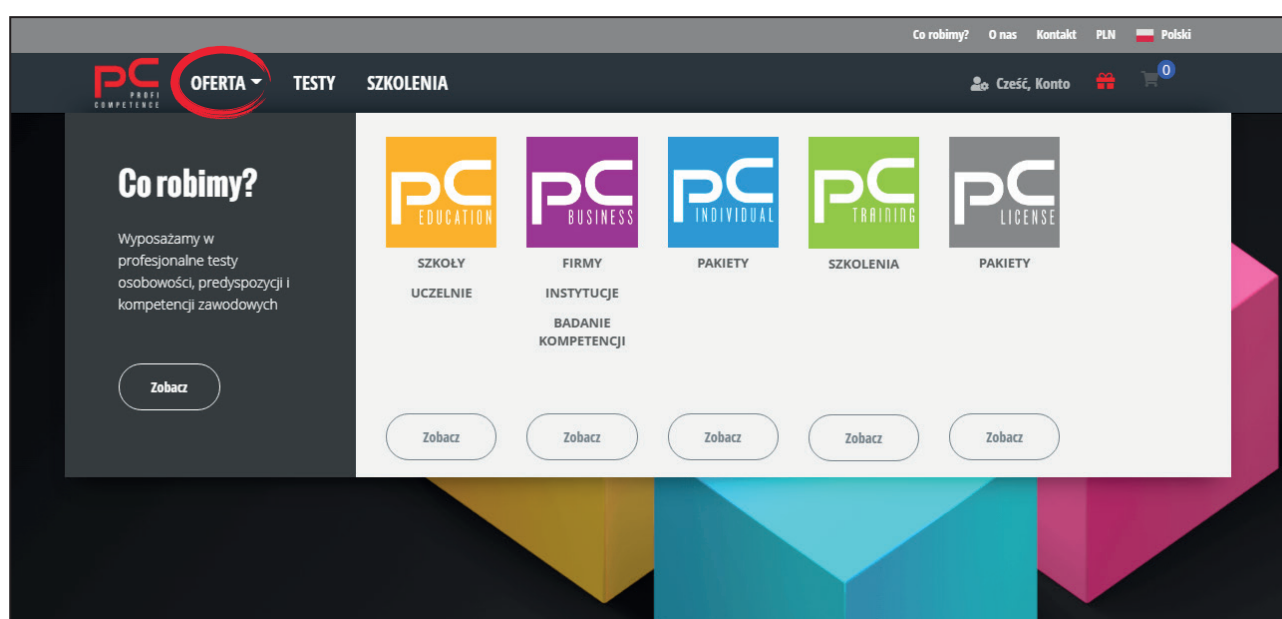 Co robimy? O nas Kontakt PLN Polski
PC
PROFI
COMPETENCE
OFERTA TESTY SZKOLENIA
Cześć, Konto 0
Co robimy?
Wyposażamy w
profesjonalne testy
osobowości, predyspozycji i
kompetencji zawodowych
Zobacz
PC
EDUCATION
SZKOŁY
UCZELNIE
Zobacz
PC
BUSINESS
FIRMY
INSTYTUCJE
BADANIE
KOMPETENCJI
Zobacz
PC
INDIVIDUAL
PAKIETY
Zobacz
PC
TRAINING
SZKOLENIA
Zobacz
PC
LICENSE
PAKIETY
Zobacz